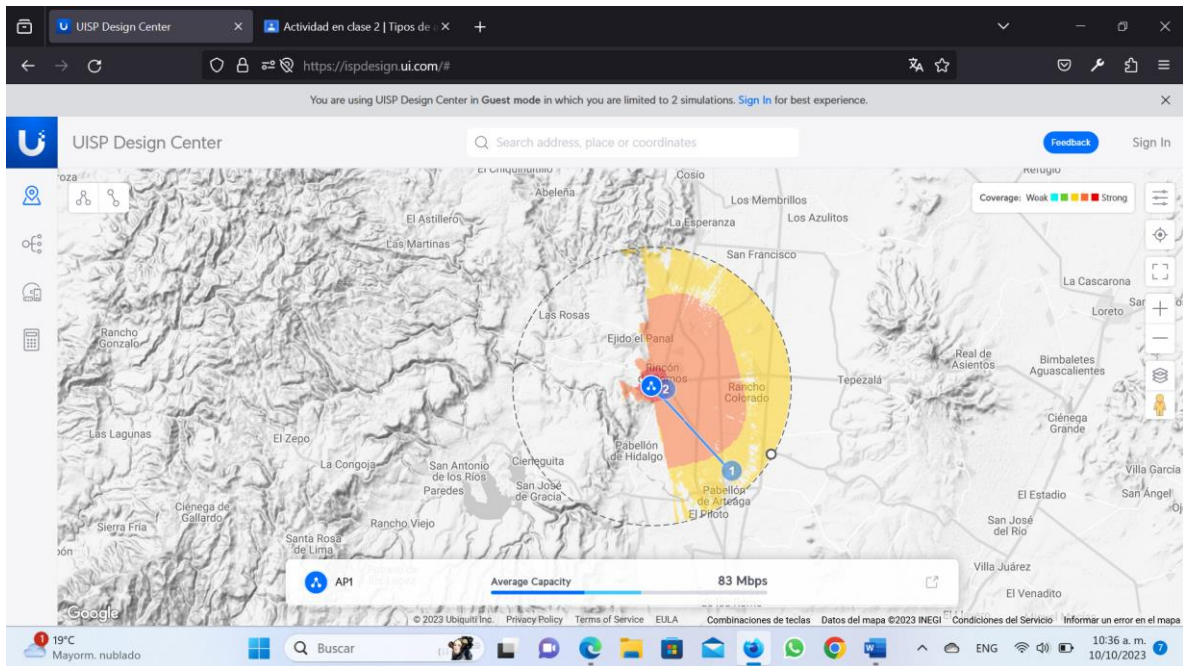 UISP Design Center
Actividad en clase 2 | Tipos de
https://ispdesign.ui.com/#
You are using UISP Design Center in Guest mode in which you are limited to 2 simulations. Sign In for best experience.
UISP Design Center
Search address, place or coordinates
Feedback
Sign In
Coverage: Weak Strong
El Chiquihuitillo
Cosio
Refugio
Abeleña
Los Membrillos
El Astillero
La Esperanza
Los Azulitos
Las Martinas
San Francisco
La Cascarona
Loreto
Las Rosas
Rancho
Gonzalo
Ejido el Panal
Real de
Asientos
Bimbaletes
Aguascalientes
Rincón
2
Rancho
Colorado
Tepezalá
Ciénega
Grande
Las Lagunas
El Zepo
Pabellón
de Hidalgo
La Congoja
San Antonio
de los Ríos
Paredes
Cieneguita
1
Villa García
San José
de Gracia
Pabellón
de Arteaga
El Estadio
San Ángel
El Piloto
Ciénega de
Gallardo
Sierra Fría
Rancho Viejo
San José
del Río
Santa Rosa
de Lima
Villa Juárez
AP1
Average Capacity
83 Mbps
El Venadito
Google
© 2023 Ubiquiti Inc. Privacy Policy Terms of Service EULA
Combinaciones de teclas Datos del mapa ©2023 INEGI Condiciones del Servicio Informar un error en el mapa
19°C
Mayorm. nublado
Buscar
ENG
10:36 a. m.
10/10/2023
7